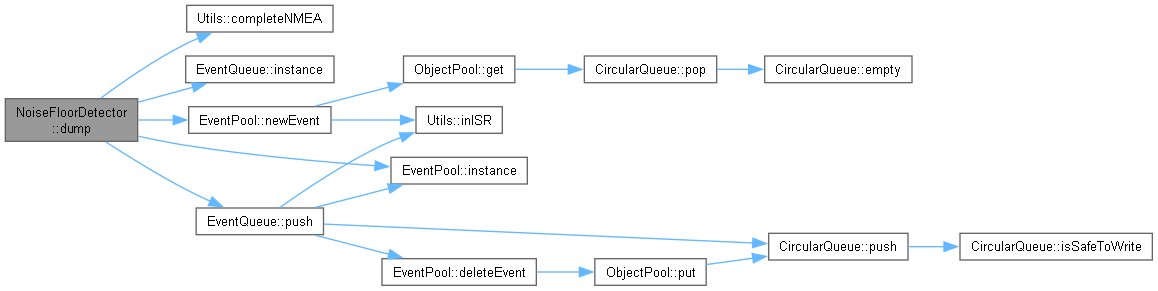 Utils::completeNMEA
EventQueue::instance
ObjectPool::get
CircularQueue::pop
CircularQueue::empty
NoiseFloorDetector
::dump
EventPool::newEvent
Utils::inISR
EventPool::instance
EventQueue::push
CircularQueue::push
CircularQueue::isSafeToWrite
EventPool::deleteEvent
ObjectPool::put